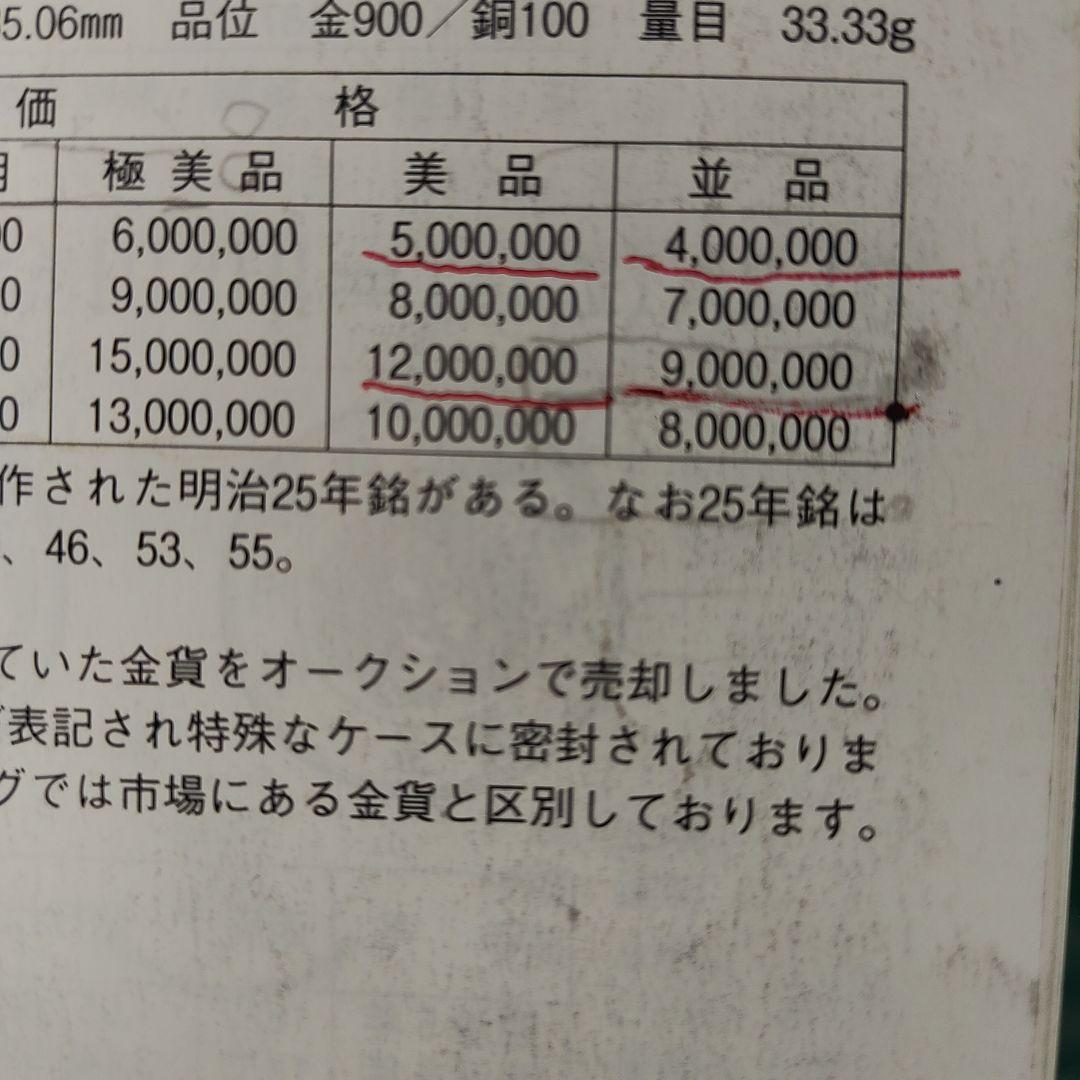 5.06mm 品位 金900／銅100 量目 33.33g
価 格
極美品 美品 並品
0 6,000,000 5,000,000 4,000,000
0 9,000,000 8,000,000 7,000,000
0 15,000,000 12,000,000 9,000,000
0 13,000,000 10,000,000 8,000,000
作された明治25年銘がある。なお25年銘は
、46、53、55。
ていた金貨をオークションで売却しました。
表記され特殊なケースに密封されておりま
グでは市場にある金貨と区別しております。